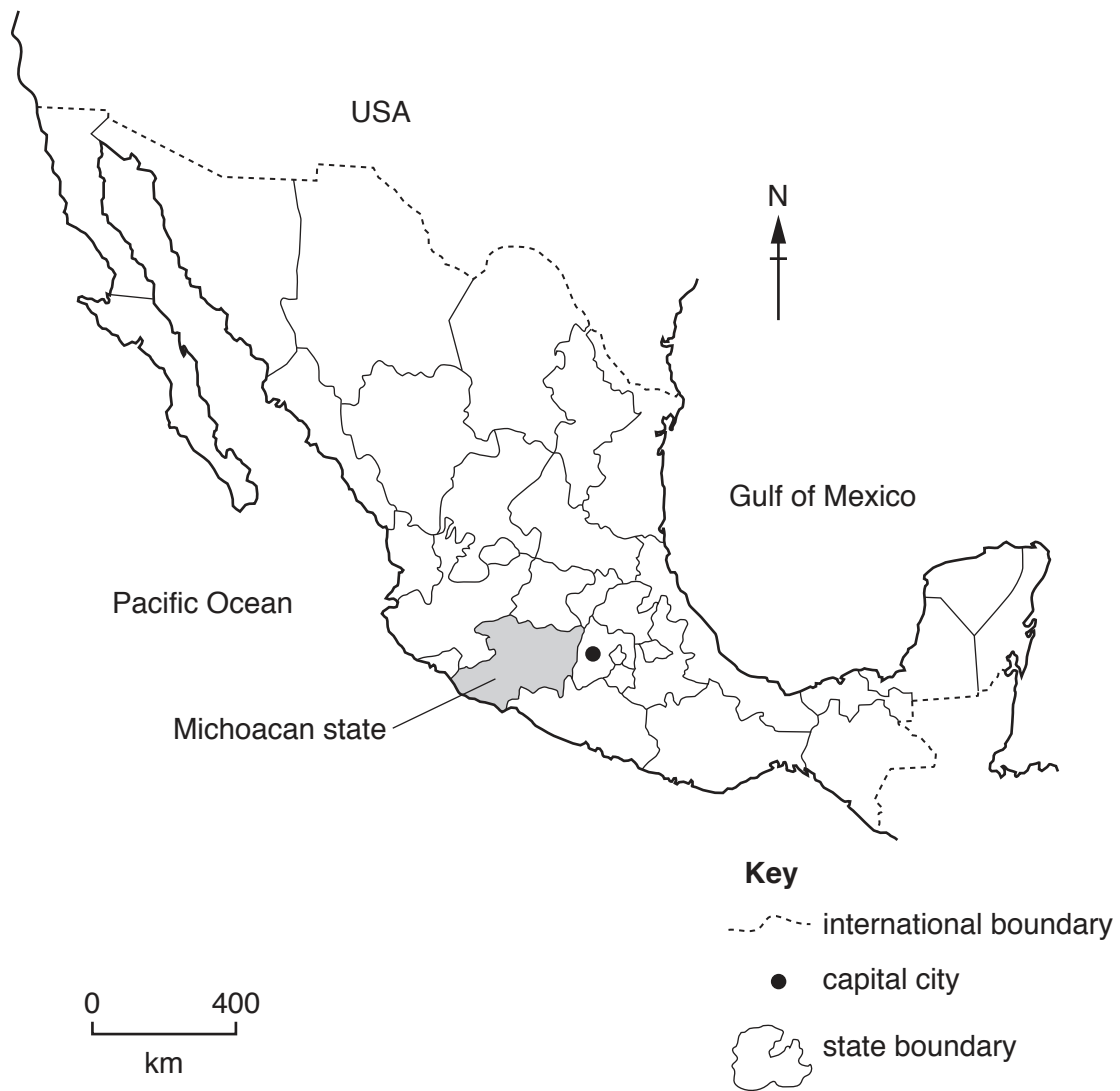 USA
N
Gulf of Mexico
Pacific Ocean
Michoacan state
Key
international boundary
capital city
state boundary
0 400
km